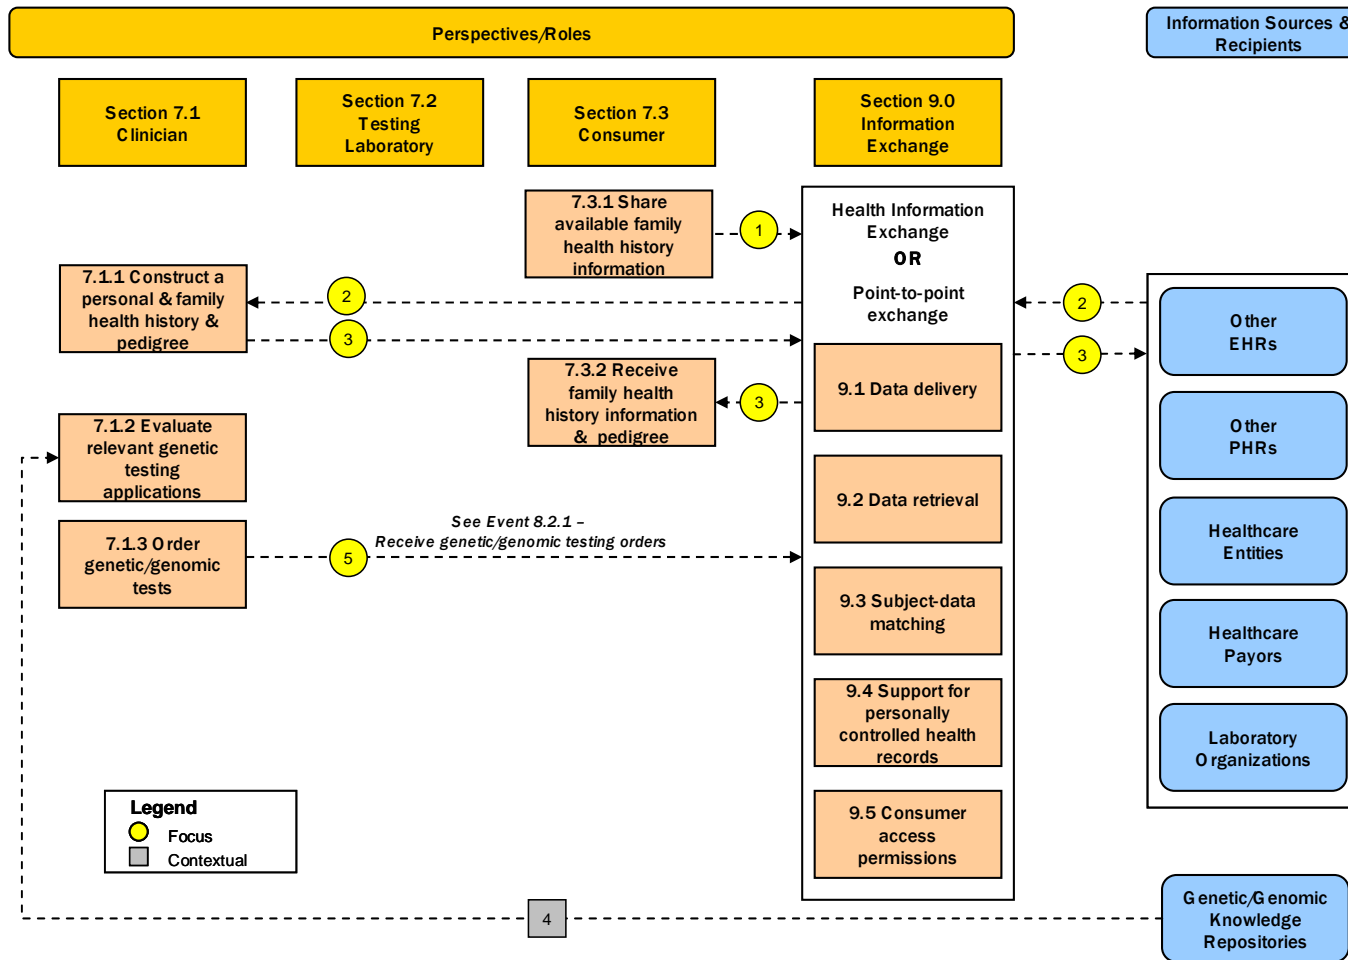 Perspectives/Roles
Information Sources &
Recipients
Section 7.1
Clinician
Section 7.2
Testing
Laboratory
Section 7.3
Consumer
Section 9.0
Information
Exchange
7.3.1 Share
available family
health history
information
1
Health Information
Exchange
OR
Point-to-point
exchange
7.1.1 Construct a
personal & family
health history &
pedigree
2
3
2
3
Other
EHRs
7.3.2 Receive
family health
history information
& pedigree
3
9.1 Data delivery
Other
PHRs
7.1.2 Evaluate
relevant genetic
testing
applications
9.2 Data retrieval
7.1.3 Order
genetic/genomic
tests
5
See Event 8.2.1 –
Receive genetic/genomic testing orders
Healthcare
Entities
9.3 Subject-data
matching
Healthcare
Payors
9.4 Support for
personally
controlled health
records
Laboratory
Organizations
9.5 Consumer
access
permissions
Legend
Focus
Contextual
4
Genetic/Genomic
Knowledge
Repositories